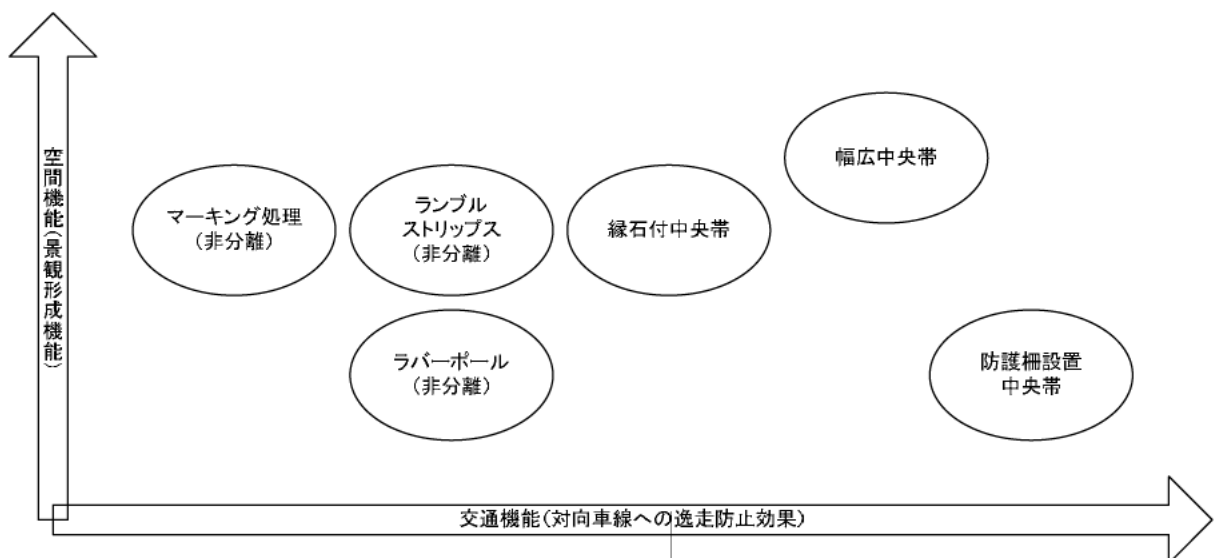 空間機能(景観形成機能)
幅広中央帯
マーキング処理
(非分離)
ランブル
ストリップス
(非分離)
縁石付中央帯
ラバーポール
(非分離)
防護柵設置
中央帯
交通機能(対向車線への逸走防止効果)